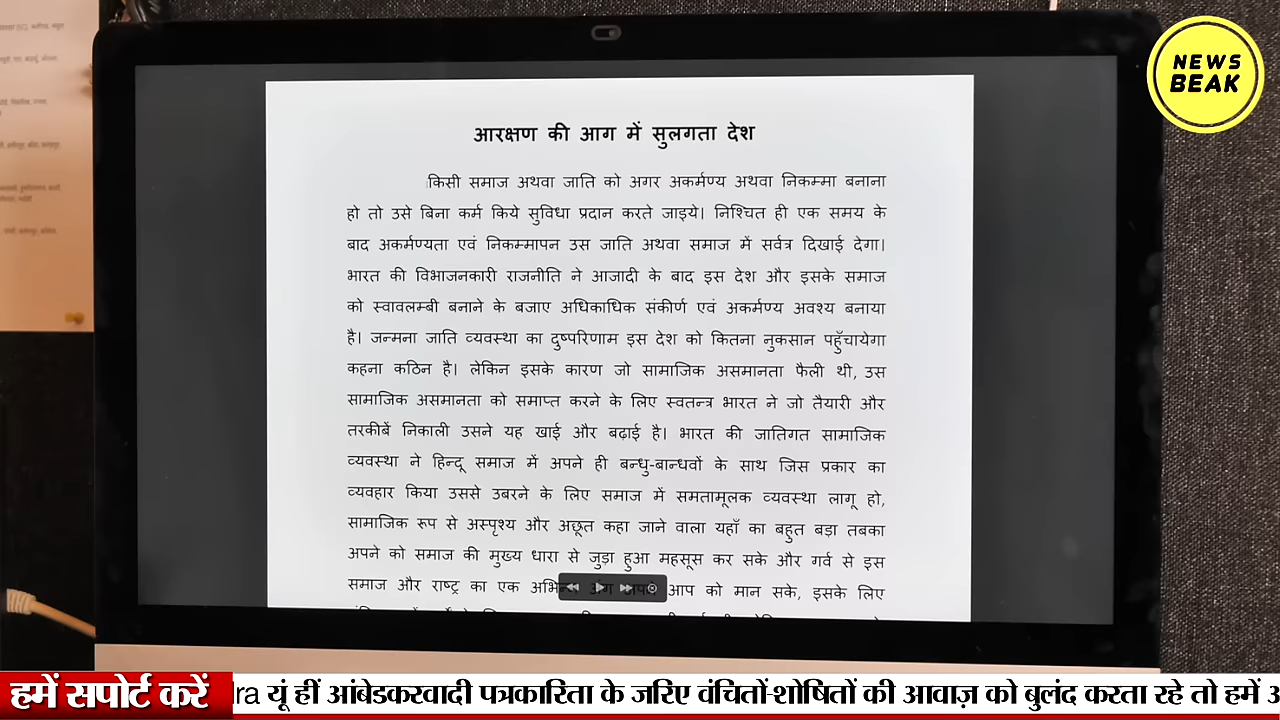 NEWS
BEAK
आरक्षण की आग में सुलगता देश
किसी समाज अथवा जाति को अगर अकर्मण्य अथवा निकम्मा बनाना
हो तो उसे बिना कर्म किये सुविधा प्रदान करते जाइये। निश्चित ही एक समय के
बाद अकर्मण्यता एवं निकम्मापन उस जाति अथवा समाज में सर्वत्र दिखाई देगा।
भारत की विभाजनकारी राजनीति ने आजादी के बाद इस देश और इसके समाज
को स्वावलम्बी बनाने के बजाए अधिकाधिक संकीर्ण एवं अकर्मण्य अवश्य बनाया
है। जन्मना जाति व्यवस्था का दुष्परिणाम इस देश को कितना नुकसान पहुँचायेगा
कहना कठिन है। लेकिन इसके कारण जो सामाजिक असमानता फैली थी, उस
सामाजिक असमानता को समाप्त करने के लिए स्वतन्त्र भारत ने जो तैयारी और
तरकीबें निकाली उसने यह खाई और बढ़ाई है। भारत की जातिगत सामाजिक
व्यवस्था ने हिन्दू समाज में अपने ही बन्धु-बान्धवों के साथ जिस प्रकार का
व्यवहार किया उससे उबरने के लिए समाज में समतामूलक व्यवस्था लागू हो,
सामाजिक रूप से अस्पृश्य और अछूत कहा जाने वाला यहाँ का बहुत बड़ा तबका
अपने को समाज की मुख्य धारा से जुड़ा हुआ महसूस कर सके और गर्व से इस
समाज और राष्ट्र का एक आप को मान सके, इसके लिए
हमें सपोर्ट करें
ra यूं हीं आंबेडकरवादी पत्रकारिता के जरिए वंचितों-शोषितों की आवाज़ को बुलंद करता रहे तो हमें